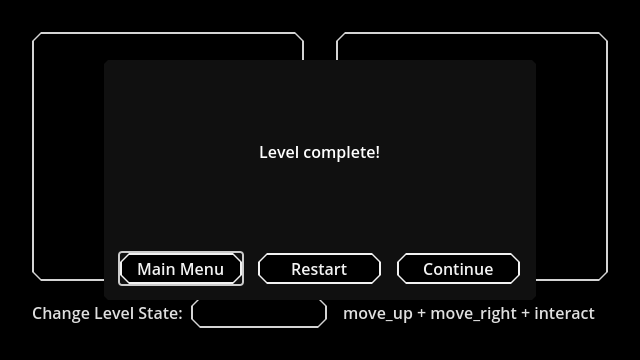 Level complete!
Main Menu Restart Continue
Change Level State: move_up + move_right + interact